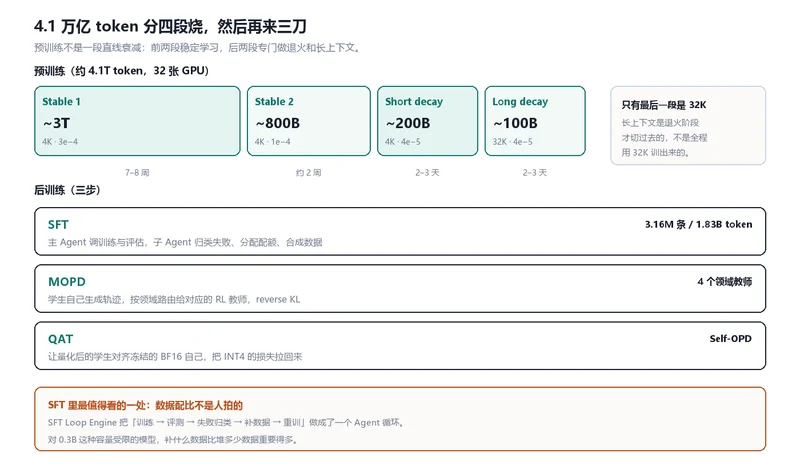 4.1 万亿 token 分四段烧，然后再来三刀
预训练不是一段直线衰减：前两段稳定学习，后两段专门做退火和长上下文。
预训练（约 4.1T token，32 张 GPU）
Stable 1
~3T
4K · 3e−4
7–8 周
Stable 2
~800B
4K · 1e−4
约 2 周
Short decay
~200B
4K · 4e−5
2–3 天
Long decay
~100B
32K · 4e−5
2–3 天
只有最后一段是 32K
长上下文是退火阶段
才切过去的，不是全程
用 32K 训出来的。
后训练（三步）
SFT
3.16M 条 / 1.83B token
主 Agent 调训练与评估，子 Agent 归类失败、分配配额、合成数据
MOPD
4 个领域教师
学生自己生成轨迹，按领域路由给对应的 RL 教师，reverse KL
QAT
Self-OPD
让量化后的学生对齐冻结的 BF16 自己，把 INT4 的损失拉回来
SFT 里最值得看的一处：数据配比不是人拍的
SFT Loop Engine 把「训练 → 评测 → 失败归类 → 补数据 → 重训」做成了一个 Agent 循环。
对 0.3B 这种容量受限的模型，补什么数据比堆多少数据重要得多。